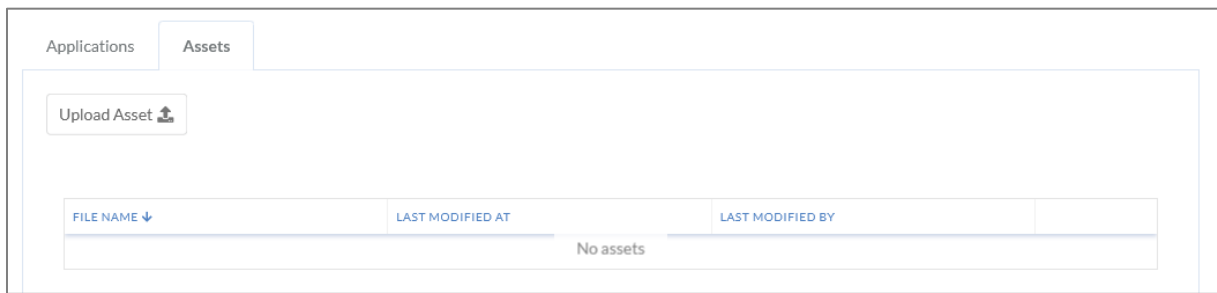 Applications Assets
Upload Asset
FILE NAME LAST MODIFIED AT LAST MODIFIED BY
No assets